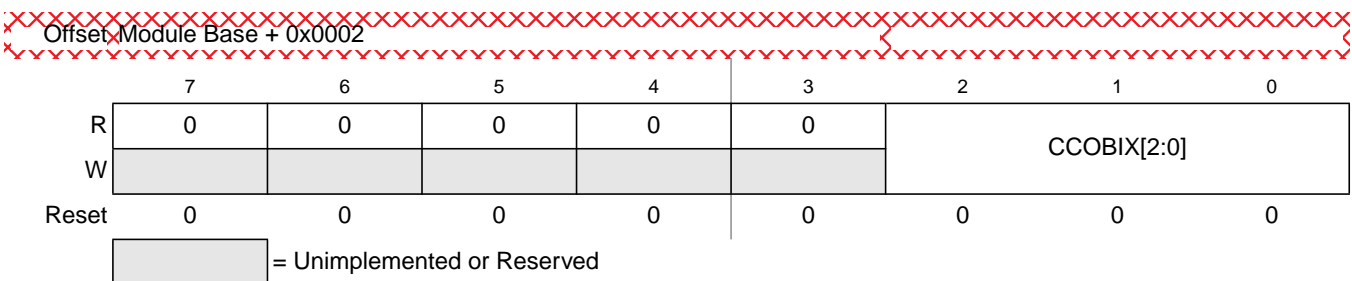 Offset Module Base + 0x0002
7 6 5 4 3 2 1 0
R 0 0 0 0 0 CCOBIX[2:0]
W
Reset 0 0 0 0 0 0 0 0
= Unimplemented or Reserved